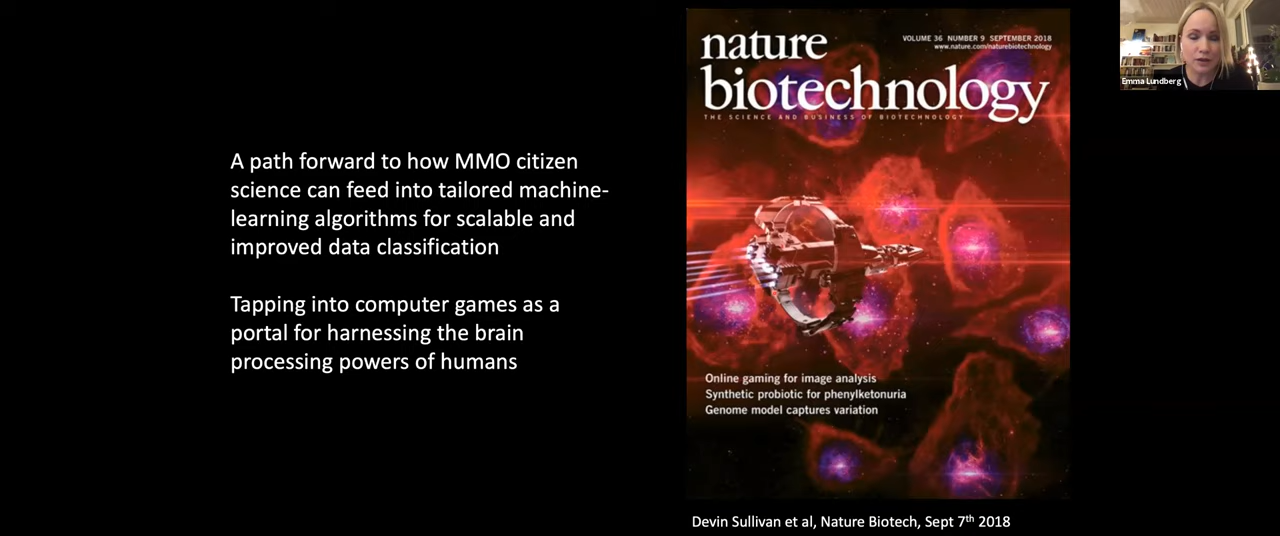 A path forward to how MMO citizen
science can feed into tailored machine-
learning algorithms for scalable and
improved data classification
Tapping into computer games as a
portal for harnessing the brain
processing powers of humans
nature
biotechnology
VOLUME 36 NUMBER 9 SEPTEMBER 2018
www.nature.com/naturebiotechnology
THE SCIENCE AND BUSINESS OF BIOTECHNOLOGY
Online gaming for image analysis
Synthetic probiotic for phenylketonuria
Genome model captures variation
Devin Sullivan et al, Nature Biotech, Sept 7th 2018
Emma Lundberg